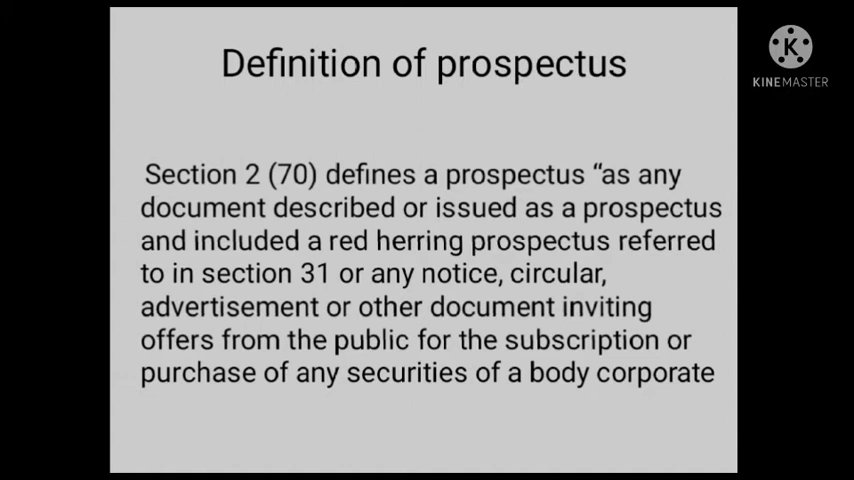 Definition of prospectus
K
KINEMASTER
Section 2 (70) defines a prospectus “as any
document described or issued as a prospectus
and included a red herring prospectus referred
to in section 31 or any notice, circular,
advertisement or other document inviting
offers from the public for the subscription or
purchase of any securities of a body corporate